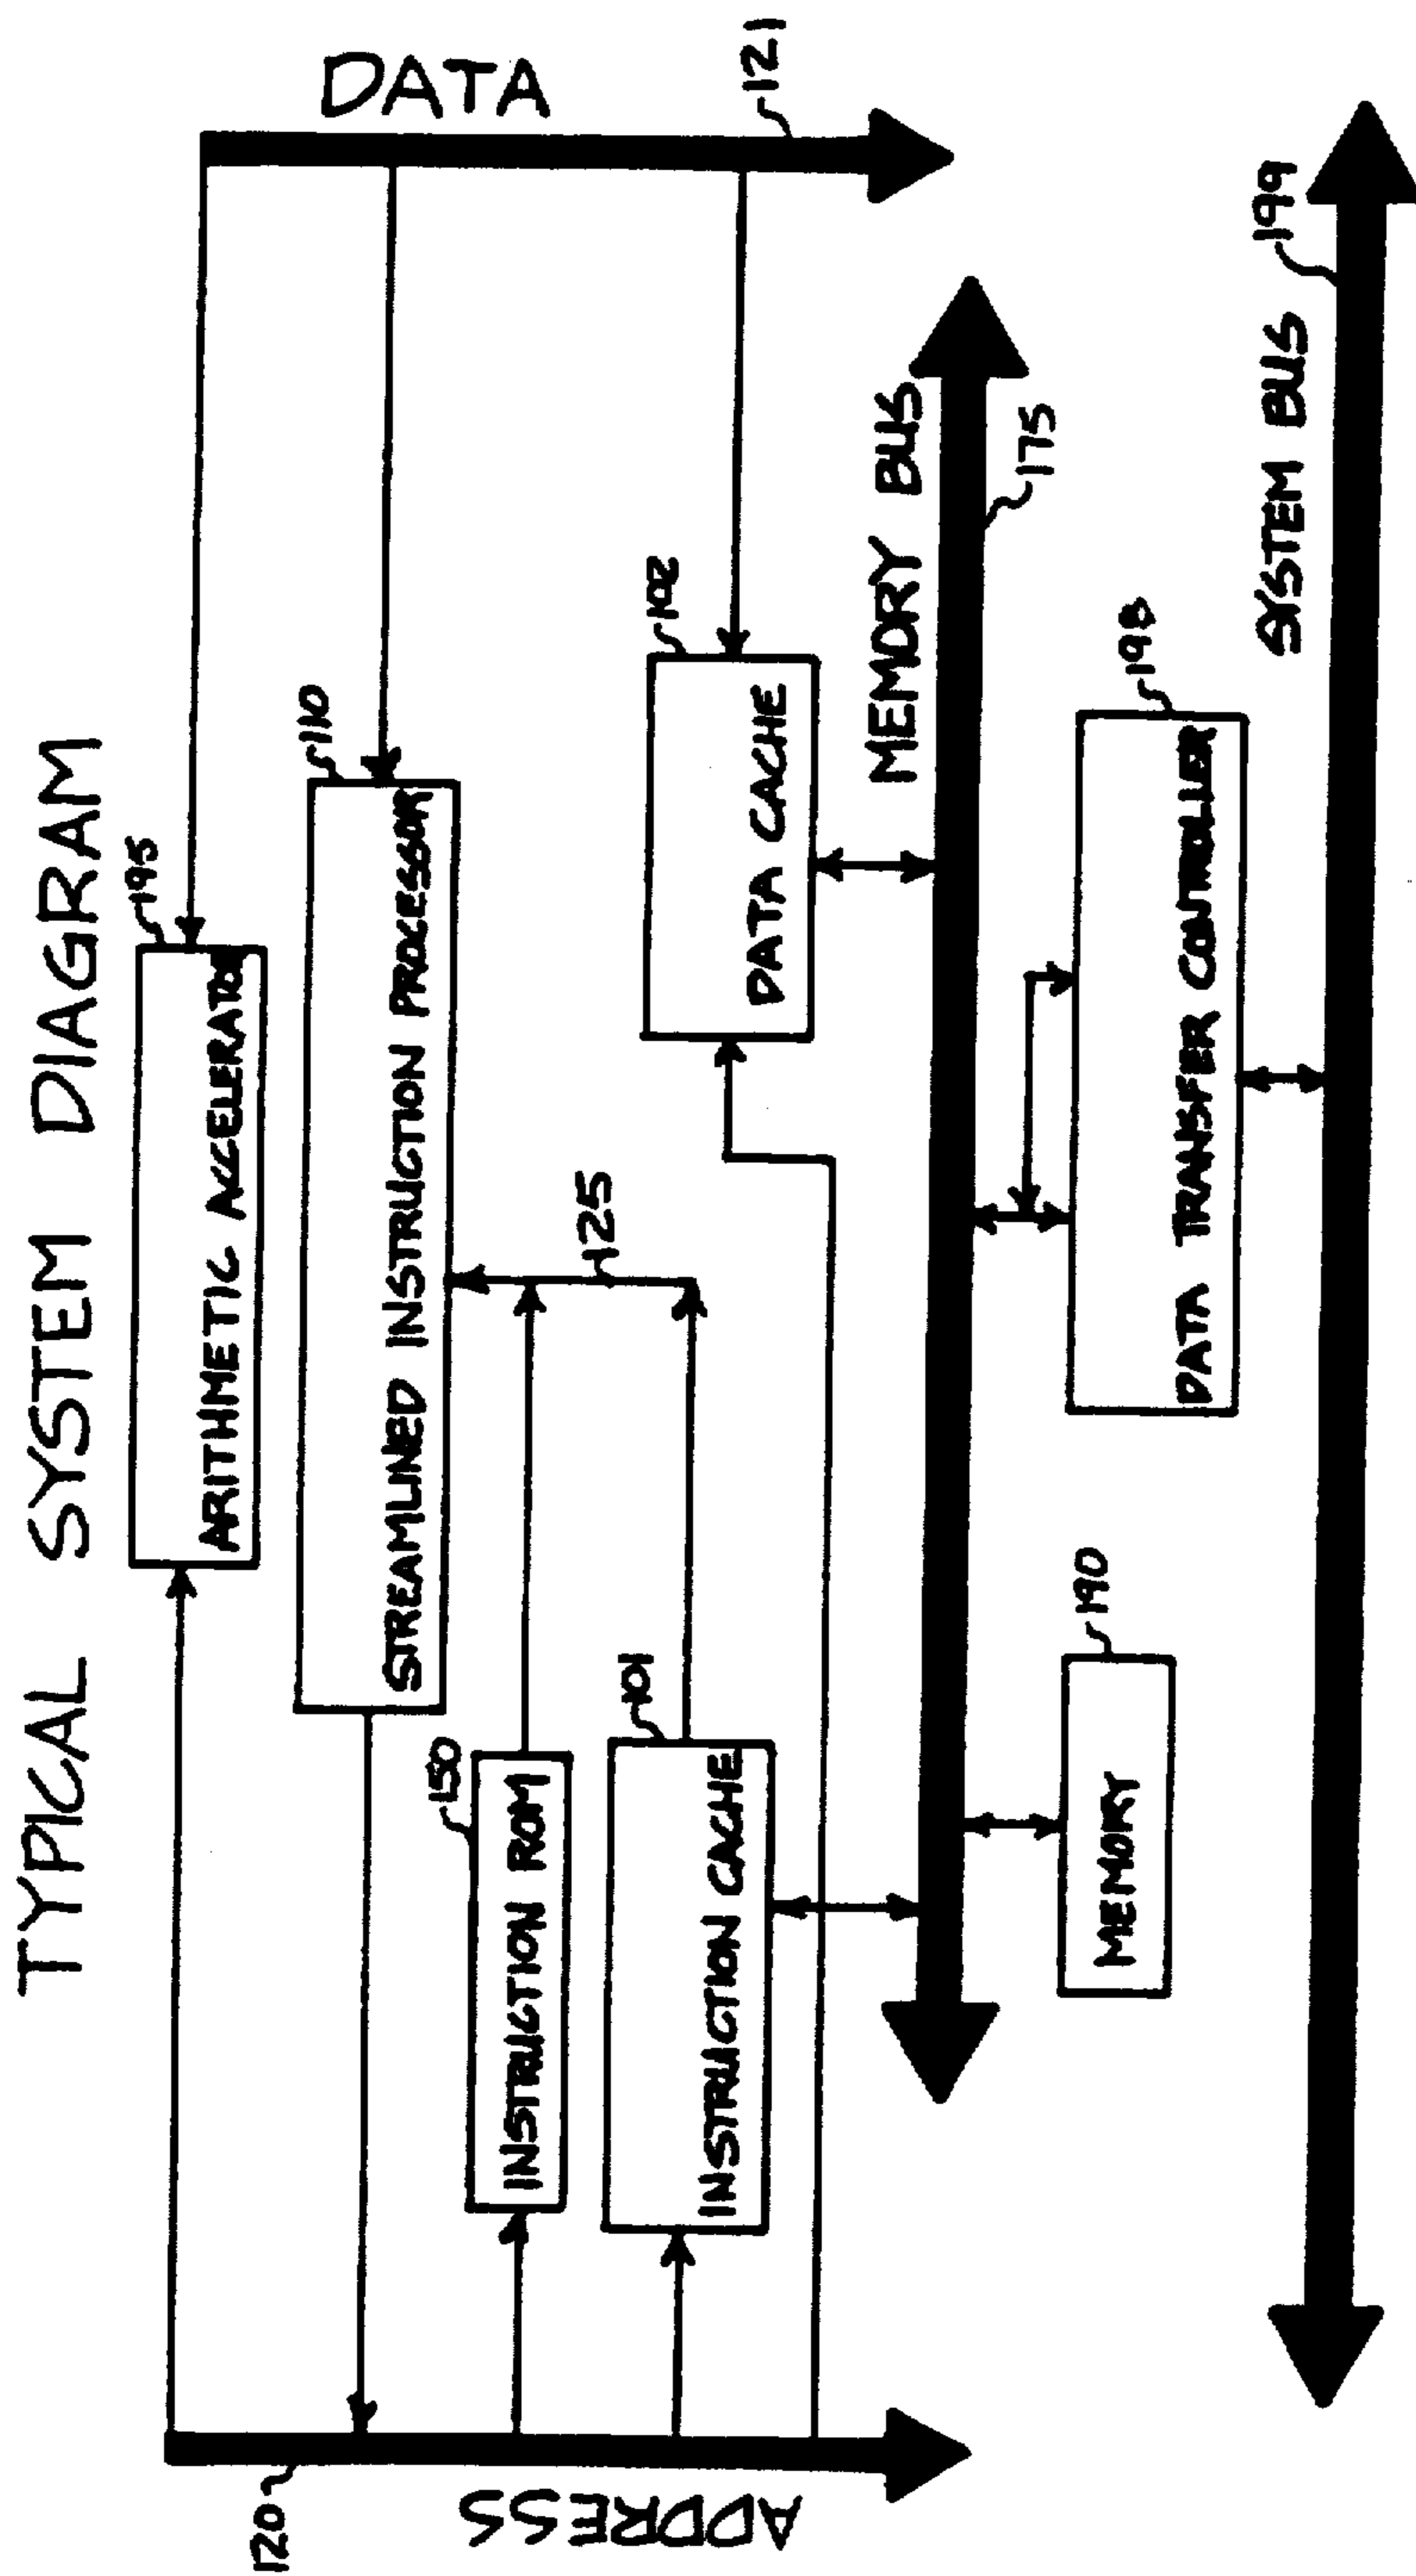 TYPICAL SYSTEM DIAGRAM
195
ARITHMETIC ACCELERATOR
DATA
120
110
STREAMLINED INSTRUCTION PROCESSOR
150
INSTRUCTION ROM
125
ADDRESS
101
INSTRUCTION CACHE
102
DATA CACHE
121
MEMORY BUS
175
190
MEMORY
198
DATA TRANSFER CONTROLLER
SYSTEM BUS
199